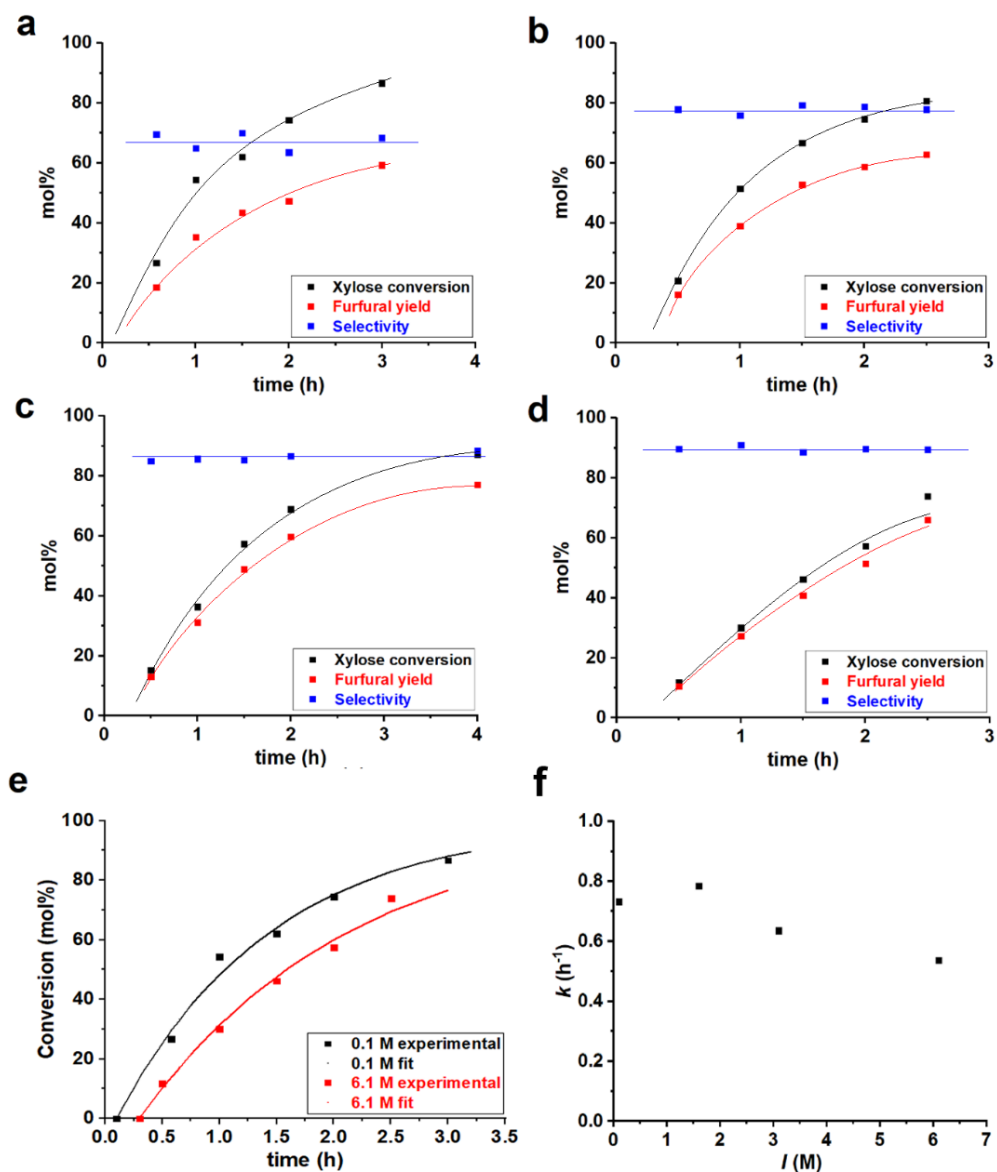 a
100
80
60
40
20
0
mol%
Xylose conversion
Furfural yield
Selectivity
0 1 2 3 4
time (h)
b
100
80
60
40
20
0
mol%
Xylose conversion
Furfural yield
Selectivity
0 1 2 3
time (h)
c
100
80
60
40
20
0
mol%
Xylose conversion
Furfural yield
Selectivity
0 1 2 3 4
time (h)
d
100
80
60
40
20
0
mol%
Xylose conversion
Furfural yield
Selectivity
0 1 2 3
time (h)
e
100
80
60
40
20
0
Conversion (mol%)
0.1 M experimental
0.1 M fit
6.1 M experimental
6.1 M fit
0.0 0.5 1.0 1.5 2.0 2.5 3.0 3.5
time (h)
f
1.0
0.8
0.6
0.4
0.2
0.0
k (h⁻¹)
0 1 2 3 4 5 6 7
I (M)